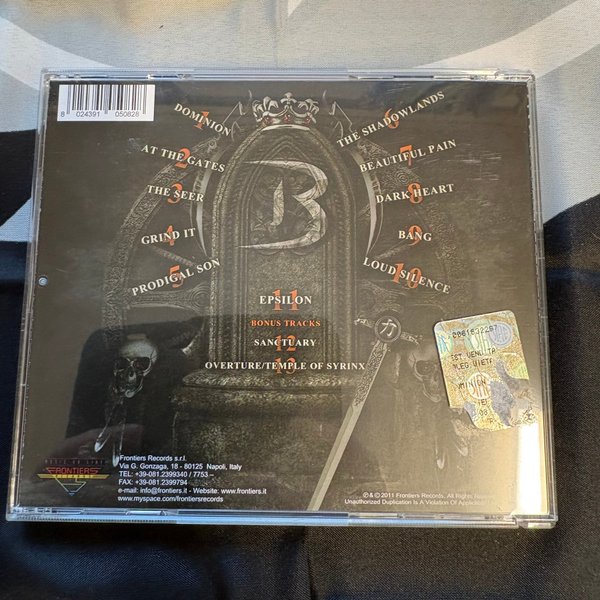 8 024391 050828
1
DOMINION
2
AT THE GATES
3
THE SEER
4
GRIND IT
5
PRODIGAL SON
6
THE SHADOWLANDS
7
BEAUTIFUL PAIN
8
DARK HEART
9
BANG
10
LOUD SILENCE
B
11
EPSILON
BONUS TRACKS
12
SANCTUARY
13
OVERTURE/TEMPLE OF SYRINX
力
FRONTIERS
RECORDS
Frontiers Records s.r.l.
Via G. Gonzaga, 18 - 80125 Napoli, Italy
TEL: +39-081.2399340 / 7753 –
FAX: +39-081.2399794
e-mail: info@frontiers.it - Website: www.frontiers.it
www.myspace.com/frontiersrecords
℗ & © 2011 Frontiers Records. All Rights
Unauthorized Duplication Is A Violation Of